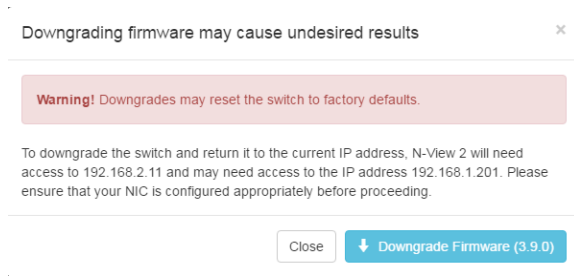 Downgrading firmware may cause undesired results ×
Warning! Downgrades may reset the switch to factory defaults.
To downgrade the switch and return it to the current IP address, N-View 2 will need
access to 192.168.2.11 and may need access to the IP address 192.168.1.201. Please
ensure that your NIC is configured appropriately before proceeding.
Close Downgrade Firmware (3.9.0)